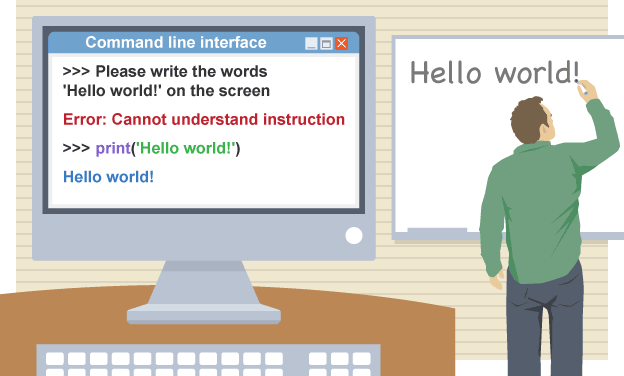 Command line interface
>>> Please write the words
'Hello world!' on the screen
Error: Cannot understand instruction
>>> print('Hello world!')
Hello world!
Hello world!